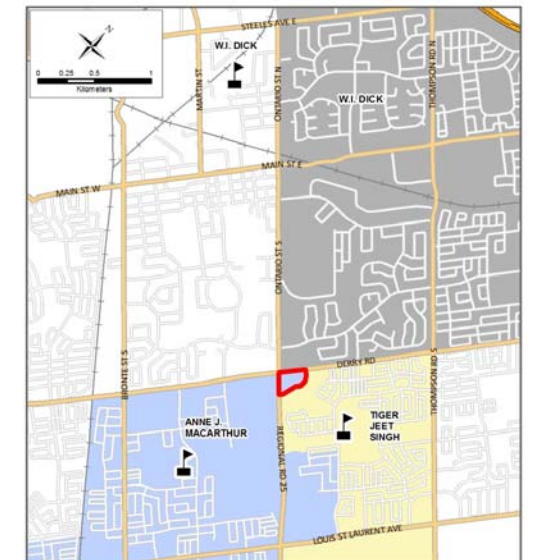 STEELES AVE E
N
0 0.25 0.5 1
Kilometers
W.I. DICK
MARTIN ST
ONTARIO ST N
W.I. DICK
THOMPSON RD N
MAIN ST E
MAIN ST W
ONTARIO ST S
BRONTE ST S
DERRY RD
THOMPSON RD S
ANNE J.
MACARTHUR
TIGER
JEET
SINGH
REGIONAL RD 25
LOUIS ST LAURENT AVE